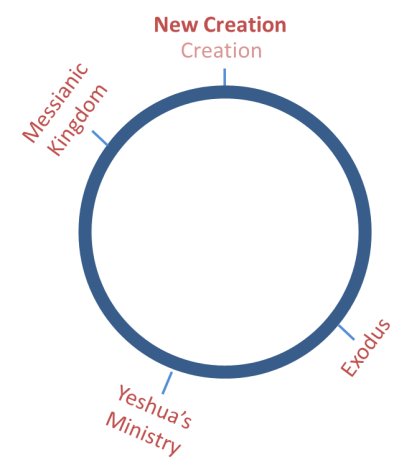 New Creation
Creation
Messianic
Kingdom
Exodus
Yeshua's
Ministry